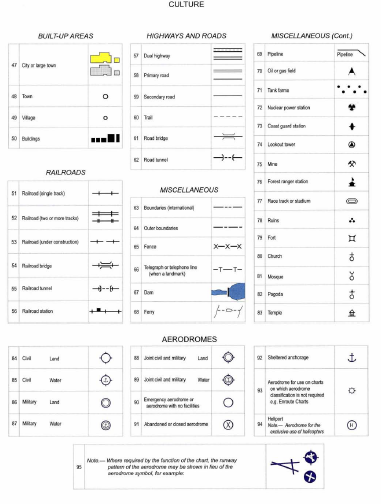 CULTURE
BUILT-UP AREAS
47 City or large town
48 Town
49 Village
50 Buildings
RAILROADS
51 Railroad (single track)
52 Railroad (two or more tracks)
53 Railroad (under construction)
54 Railroad bridge
55 Railroad tunnel
56 Railroad station
HIGHWAYS AND ROADS
57 Dual highway
58 Primary road
59 Secondary road
60 Trail
61 Road bridge
62 Road tunnel
MISCELLANEOUS
63 Boundaries (international)
64 Outer boundaries
65 Fence
66 Telegraph or telephone line
(when a landmark)
T T
67 Dam
68 Ferry
MISCELLANEOUS (Cont.)
69 Pipeline Pipeline
70 Oil or gas field
71 Tank farms
72 Nuclear power station
73 Coast guard station
74 Lookout tower
75 Mine
76 Forest ranger station
77 Race track or stadium
78 Ruins
79 Fort
80 Church
81 Mosque
82 Pagoda
83 Temple
AERODROMES
84 Civil Land
85 Civil Water
86 Military Land
87 Military Water
88 Joint civil and military Land
89 Joint civil and military Water
90 Emergency aerodrome or
aerodrome with no facilities
91 Abandoned or closed aerodrome
92 Sheltered anchorage
93 Aerodrome for use on charts
on which aerodrome
classification is not required
e.g. Enroute Charts
94 Heliport
Note.— Aerodrome for the
exclusive use of helicopters
H
95 Note.— Where required by the function of the chart, the runway
pattern of the aerodrome may be shown in lieu of the
aerodrome symbol, for example: